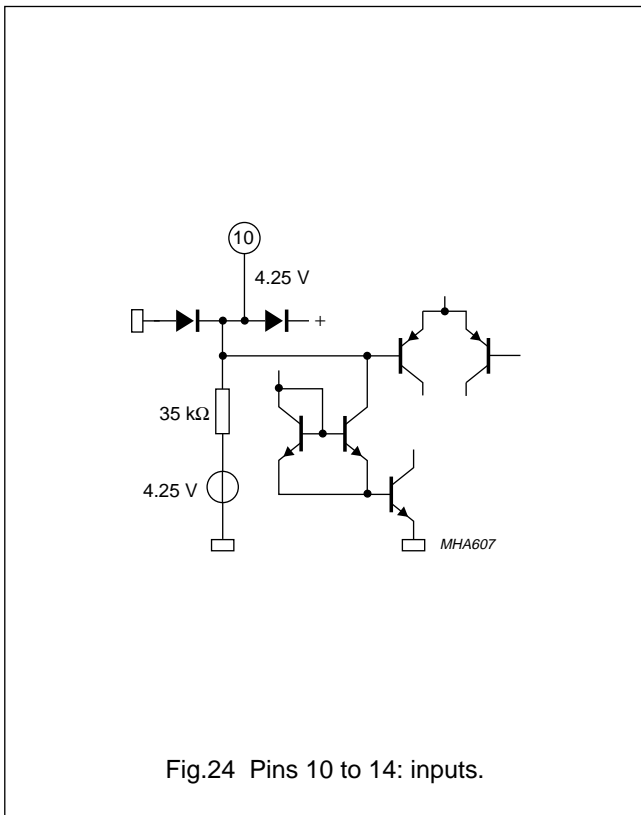 10
4.25 V
+
35 kΩ
4.25 V
MHA607
Fig.24 Pins 10 to 14: inputs.